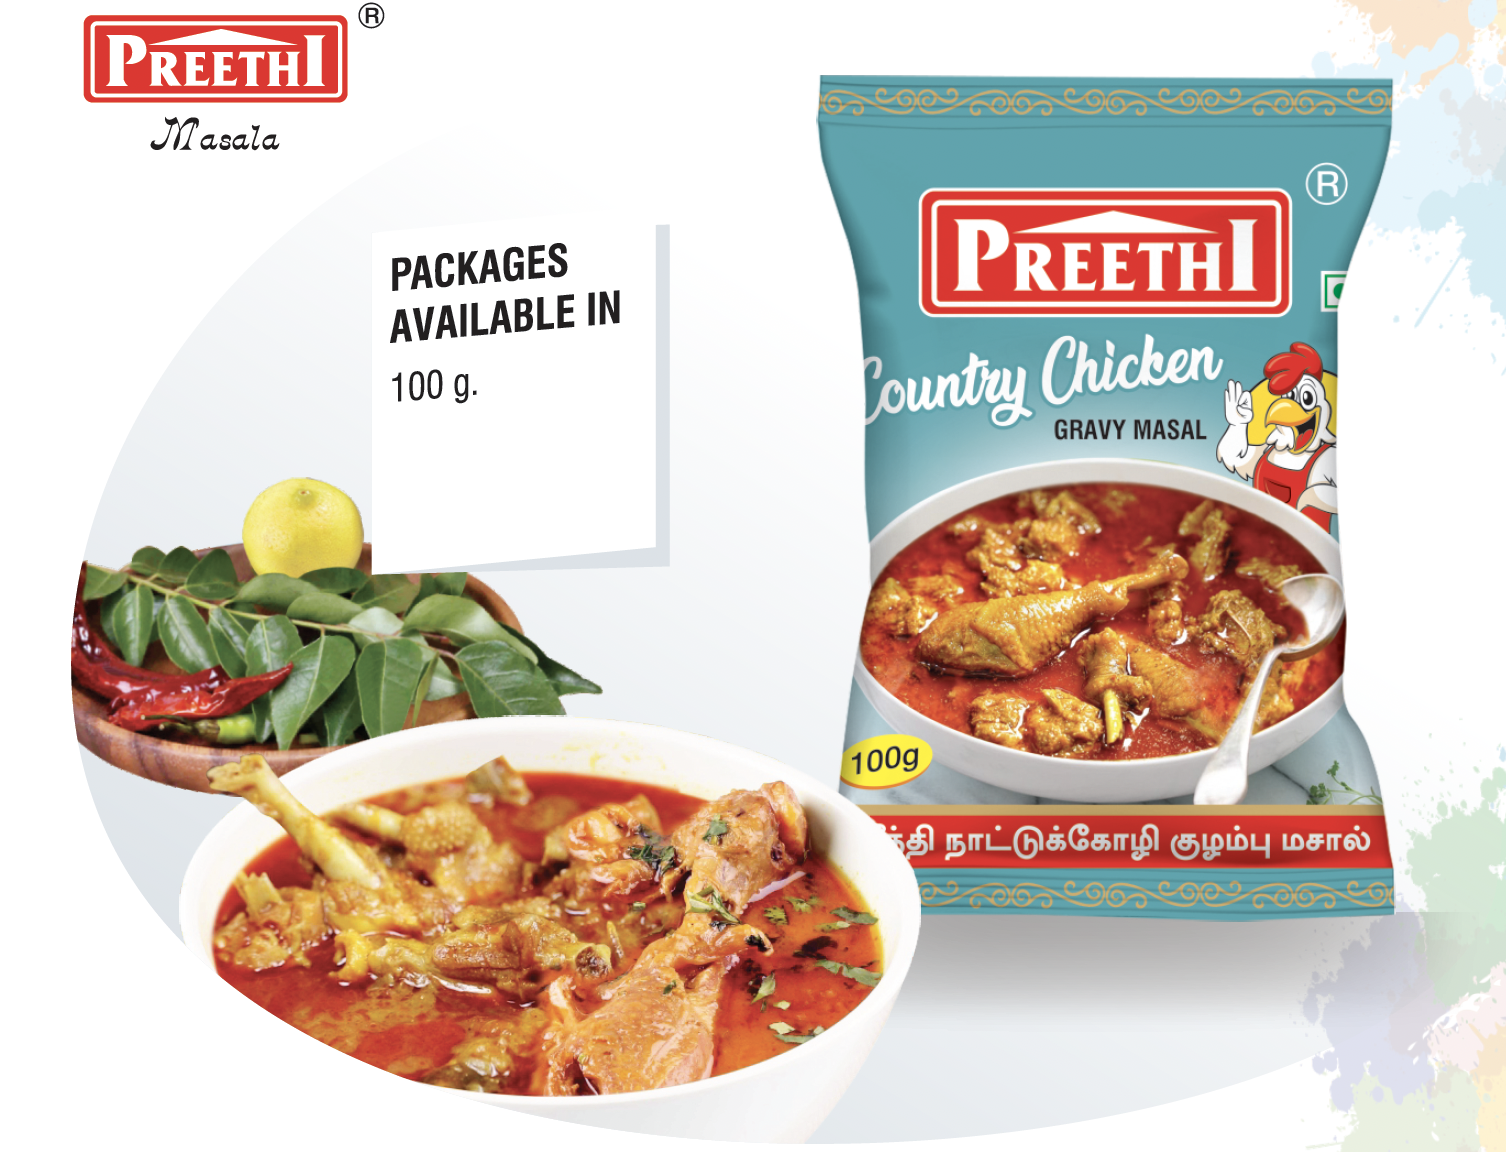 PREETHI ®
Masala
PACKAGES
AVAILABLE IN
100 g.
®
PREETHI
Country Chicken
GRAVY MASAL
100g
நாட்டுக்கோழி குழம்பு மசால்